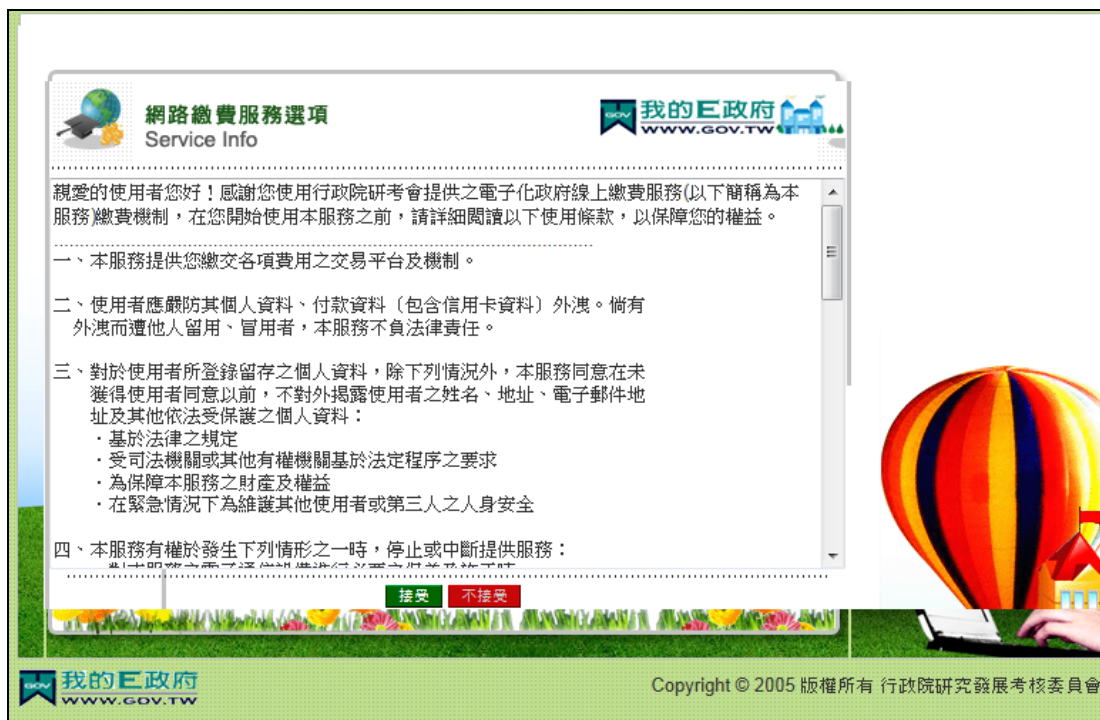 網路繳費服務選項
Service Info
GOV 我的E政府
WWW.GOV.TW
親愛的使用者您好！感謝您使用行政院研考會提供之電子化政府線上繳費服務(以下簡稱為本
服務)繳費機制，在您開始使用本服務之前，請詳細閱讀以下使用條款，以保障您的權益。
一、本服務提供您繳交各項費用之交易平台及機制。
二、使用者應嚴防其個人資料、付款資料〔包含信用卡資料〕外洩。倘有
外洩而遭他人留用、冒用者，本服務不負法律責任。
三、對於使用者所登錄留存之個人資料，除下列情況外，本服務同意在未
獲得使用者同意以前，不對外揭露使用者之姓名、地址、電子郵件地
址及其他依法受保護之個人資料：
．基於法律之規定
．受司法機關或其他有權機關基於法定程序之要求
．為保障本服務之財產及權益
．在緊急情況下為維護其他使用者或第三人之人身安全
四、本服務有權於發生下列情形之一時，停止或中斷提供服務：
接受 不接受
GOV 我的E政府
WWW.GOV.TW
Copyright © 2005 版權所有 行政院研究發展考核委員會